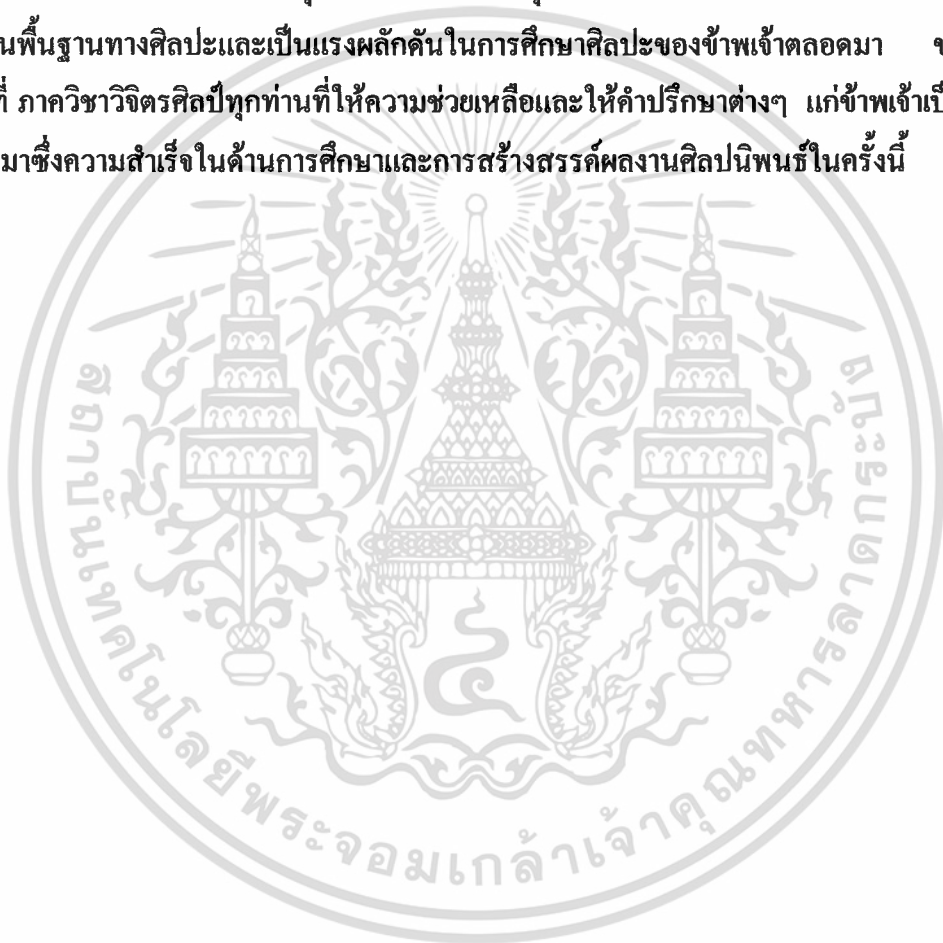 นพื้นฐานทางศิลปะและเป็นแรงผลักดันในการศึกษาศิลปะของข้าพเจ้าตลอดมา ข
ที่ ภาควิชาวิจิตรศิลป์ทุกท่านที่ให้ความช่วยเหลือและให้คำปรึกษาต่างๆ แก่ข้าพเจ้าเป็
มาซึ่งความสำเร็จในด้านการศึกษาและการสร้างสรรค์ผลงานศิลปนิพนธ์ในครั้งนี้
สถาบันเทคโนโลยีพระจอมเกล้าเจ้าคุณทหารลาดกระบัง
๔